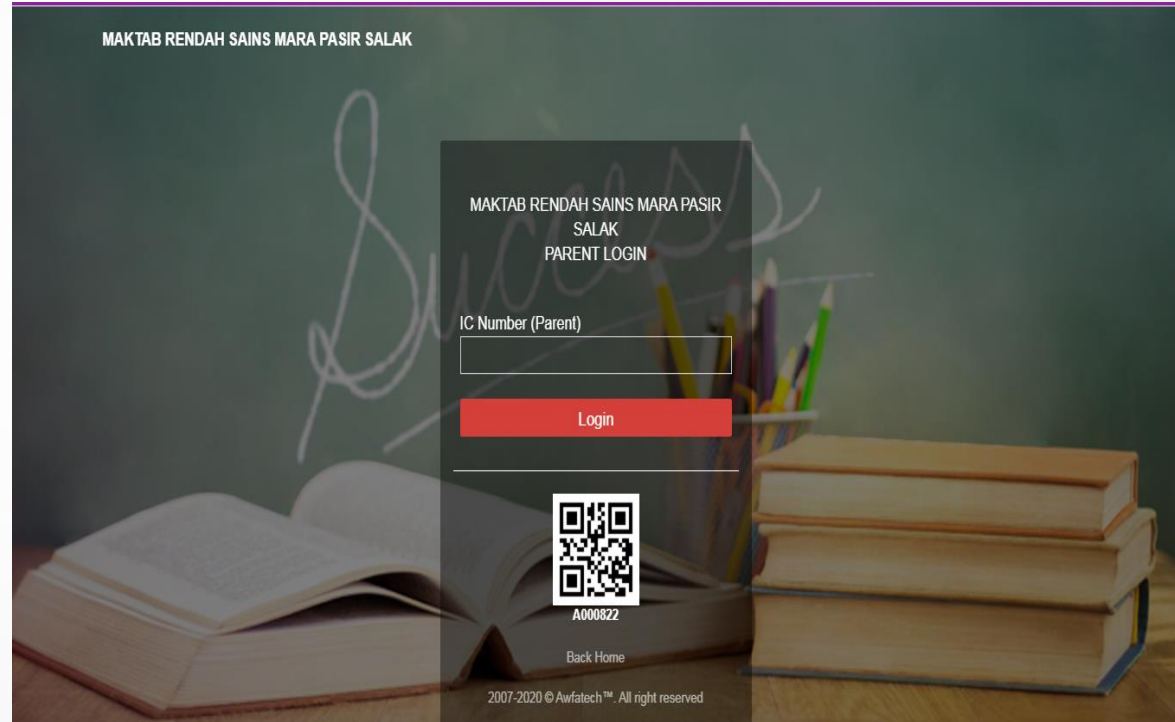 MAKTAB RENDAH SAINS MARA PASIR SALAK
Success
MAKTAB RENDAH SAINS MARA PASIR
SALAK
PARENT LOGIN
IC Number (Parent)
Login
A000822
Back Home
2007-2020 © Awfatech™. All right reserved